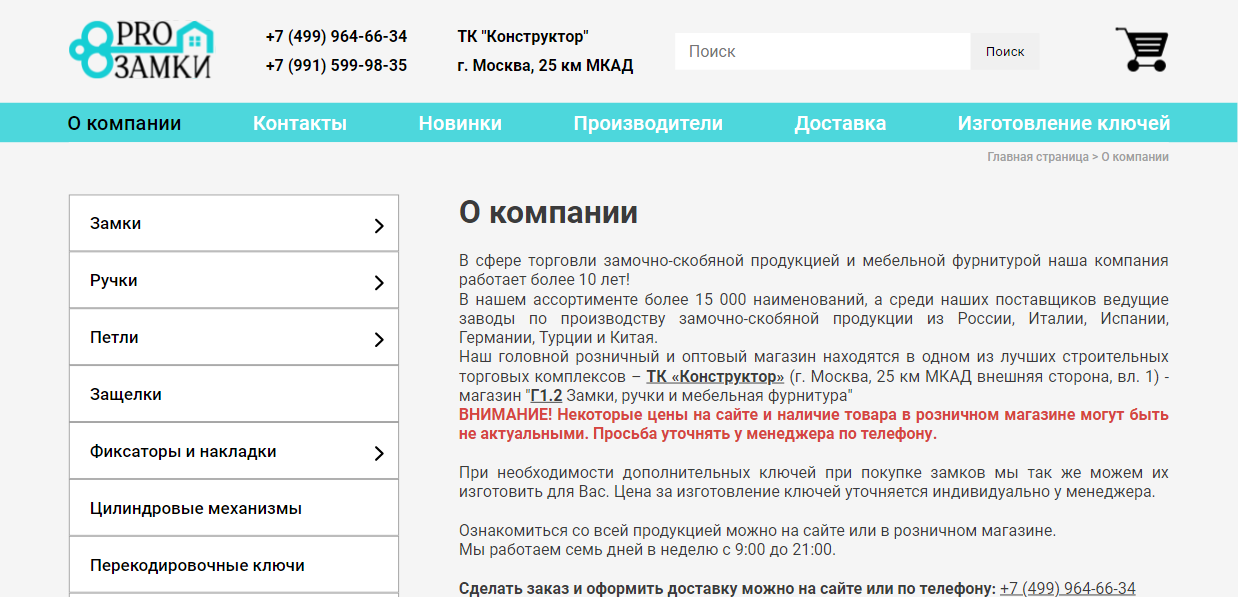 PRO
ЗАМКИ
+7 (499) 964-66-34
+7 (991) 599-98-35
ТК "Конструктор"
г. Москва, 25 км МКАД
Поиск
Поиск
О компании
Контакты
Новинки
Производители
Доставка
Изготовление ключей
Главная страница > О компании
Замки
Ручки
Петли
Защелки
Фиксаторы и накладки
Цилиндровые механизмы
Перекодировочные ключи
О компании
В сфере торговли замочно-скобяной продукцией и мебельной фурнитурой наша компания
работает более 10 лет!
В нашем ассортименте более 15 000 наименований, а среди наших поставщиков ведущие
заводы по производству замочно-скобяной продукции из России, Италии, Испании,
Германии, Турции и Китая.
Наш головной розничный и оптовый магазин находятся в одном из лучших строительных
торговых комплексов – ТК «Конструктор» (г. Москва, 25 км МКАД внешняя сторона, вл. 1) -
магазин "Г1.2 Замки, ручки и мебельная фурнитура"
ВНИМАНИЕ! Некоторые цены на сайте и наличие товара в розничном магазине могут быть
не актуальными. Просьба уточнять у менеджера по телефону.
При необходимости дополнительных ключей при покупке замков мы так же можем их
изготовить для Вас. Цена за изготовление ключей уточняется индивидуально у менеджера.
Ознакомиться со всей продукцией можно на сайте или в розничном магазине.
Мы работаем семь дней в неделю с 9:00 до 21:00.
Сделать заказ и оформить доставку можно на сайте или по телефону: +7 (499) 964-66-34